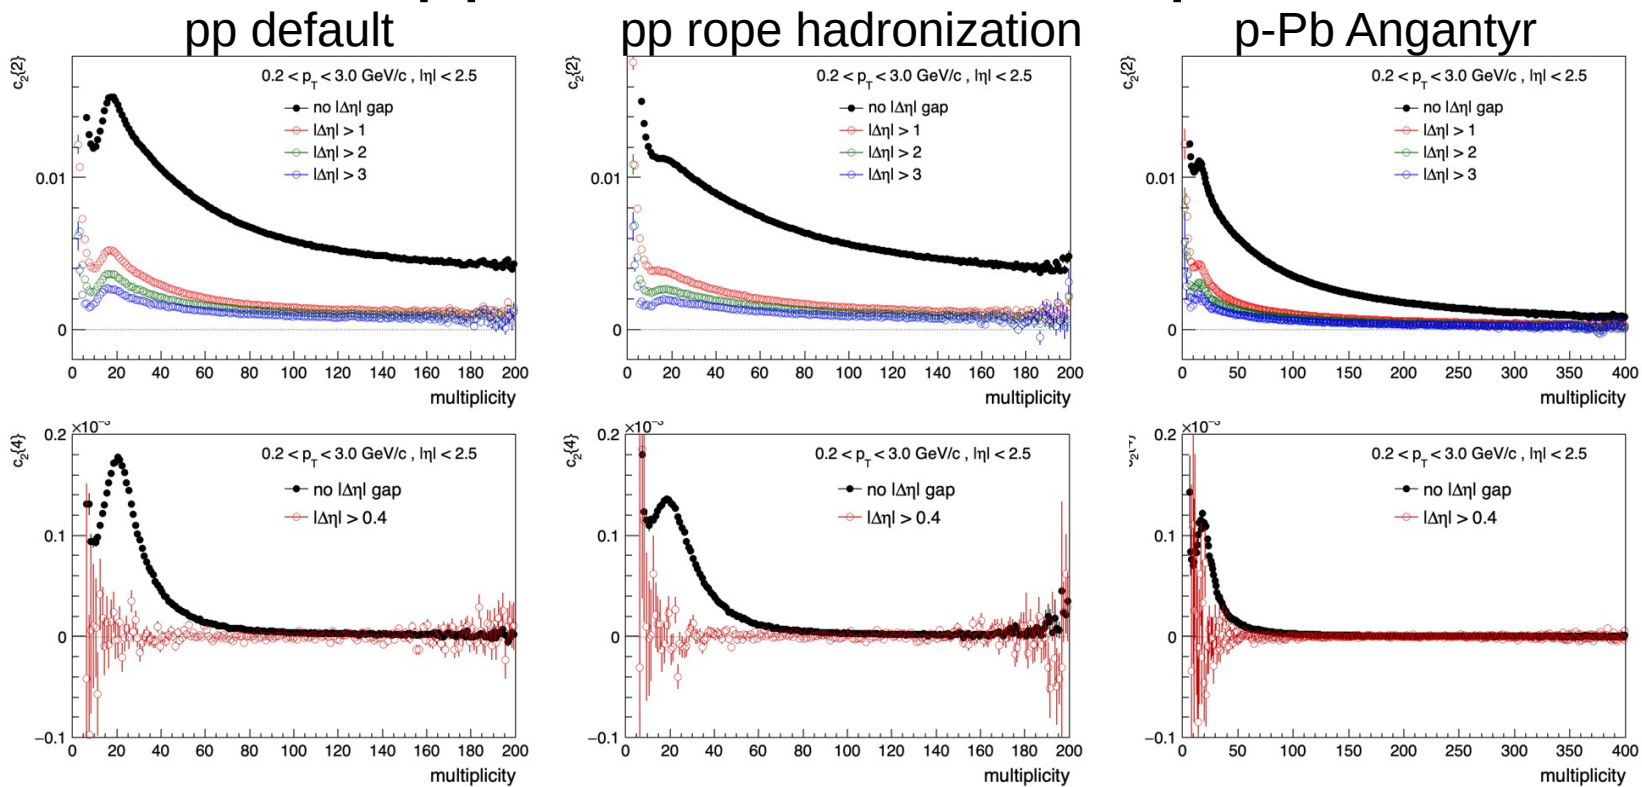 pp default
pp rope hadronization
p-Pb Angantyr
c₂{2}
0.2 < p_T < 3.0 GeV/c , |η| < 2.5
no |Δη| gap
|Δη| > 1
|Δη| > 2
|Δη| > 3
0.01
0
0 20 40 60 80 100 120 140 160 180 200
multiplicity
c₂{2}
0.2 < p_T < 3.0 GeV/c , |η| < 2.5
no |Δη| gap
|Δη| > 1
|Δη| > 2
|Δη| > 3
0.01
0
0 20 40 60 80 100 120 140 160 180 200
multiplicity
c₂{2}
0.2 < p_T < 3.0 GeV/c , |η| < 2.5
no |Δη| gap
|Δη| > 1
|Δη| > 2
|Δη| > 3
0.01
0
0 50 100 150 200 250 300 350 400
multiplicity
c₂{4}
0.2
0.2 < p_T < 3.0 GeV/c , |η| < 2.5
no |Δη| gap
|Δη| > 0.4
0.1
0
−0.1
0 20 40 60 80 100 120 140 160 180 200
multiplicity
c₂{4}
0.2
0.2 < p_T < 3.0 GeV/c , |η| < 2.5
no |Δη| gap
|Δη| > 0.4
0.1
0
−0.1
0 20 40 60 80 100 120 140 160 180 200
multiplicity
0.2
0.2 < p_T < 3.0 GeV/c , |η| < 2.5
no |Δη| gap
|Δη| > 0.4
0.1
0
−0.1
0 50 100 150 200 250 300 350 400
multiplicity